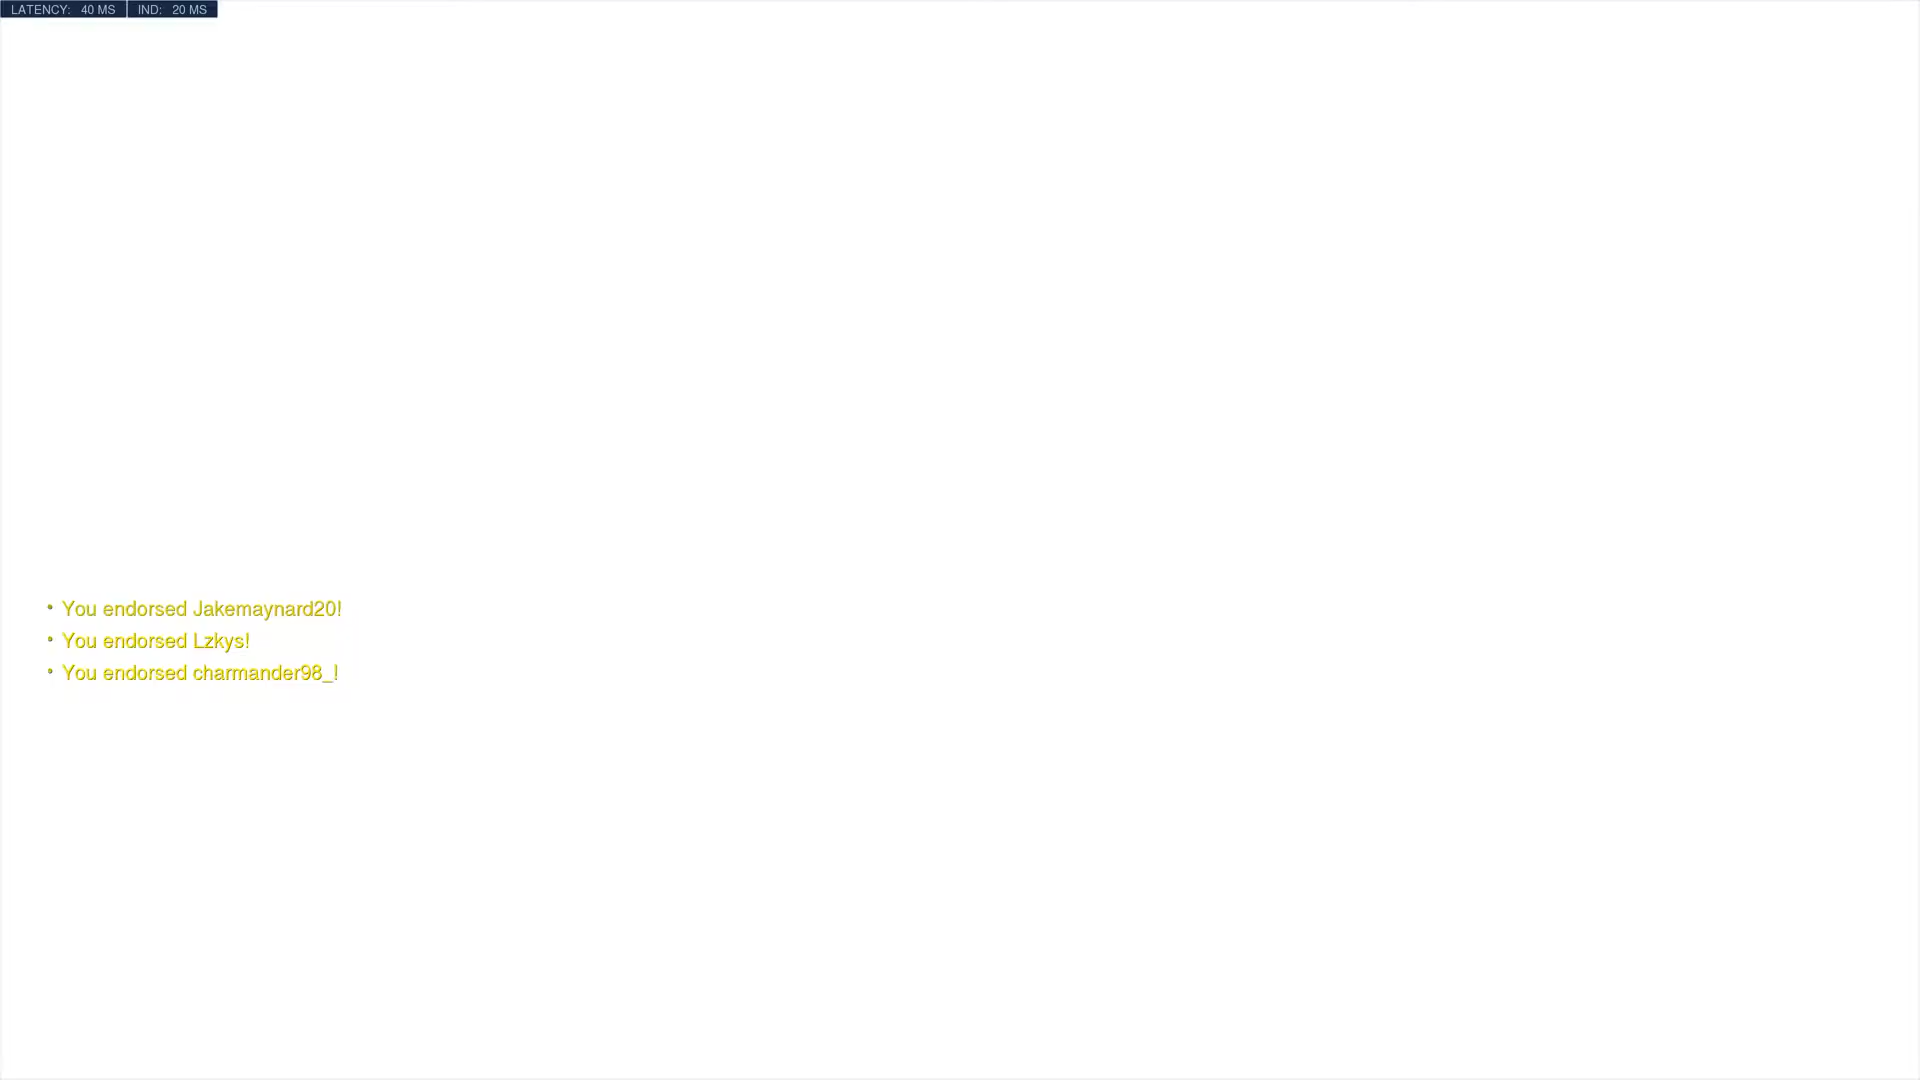 LATENCY: 40 MS IND: 20 MS
• You endorsed Jakemaynard20!
• You endorsed Lzkys!
• You endorsed charmander98_!